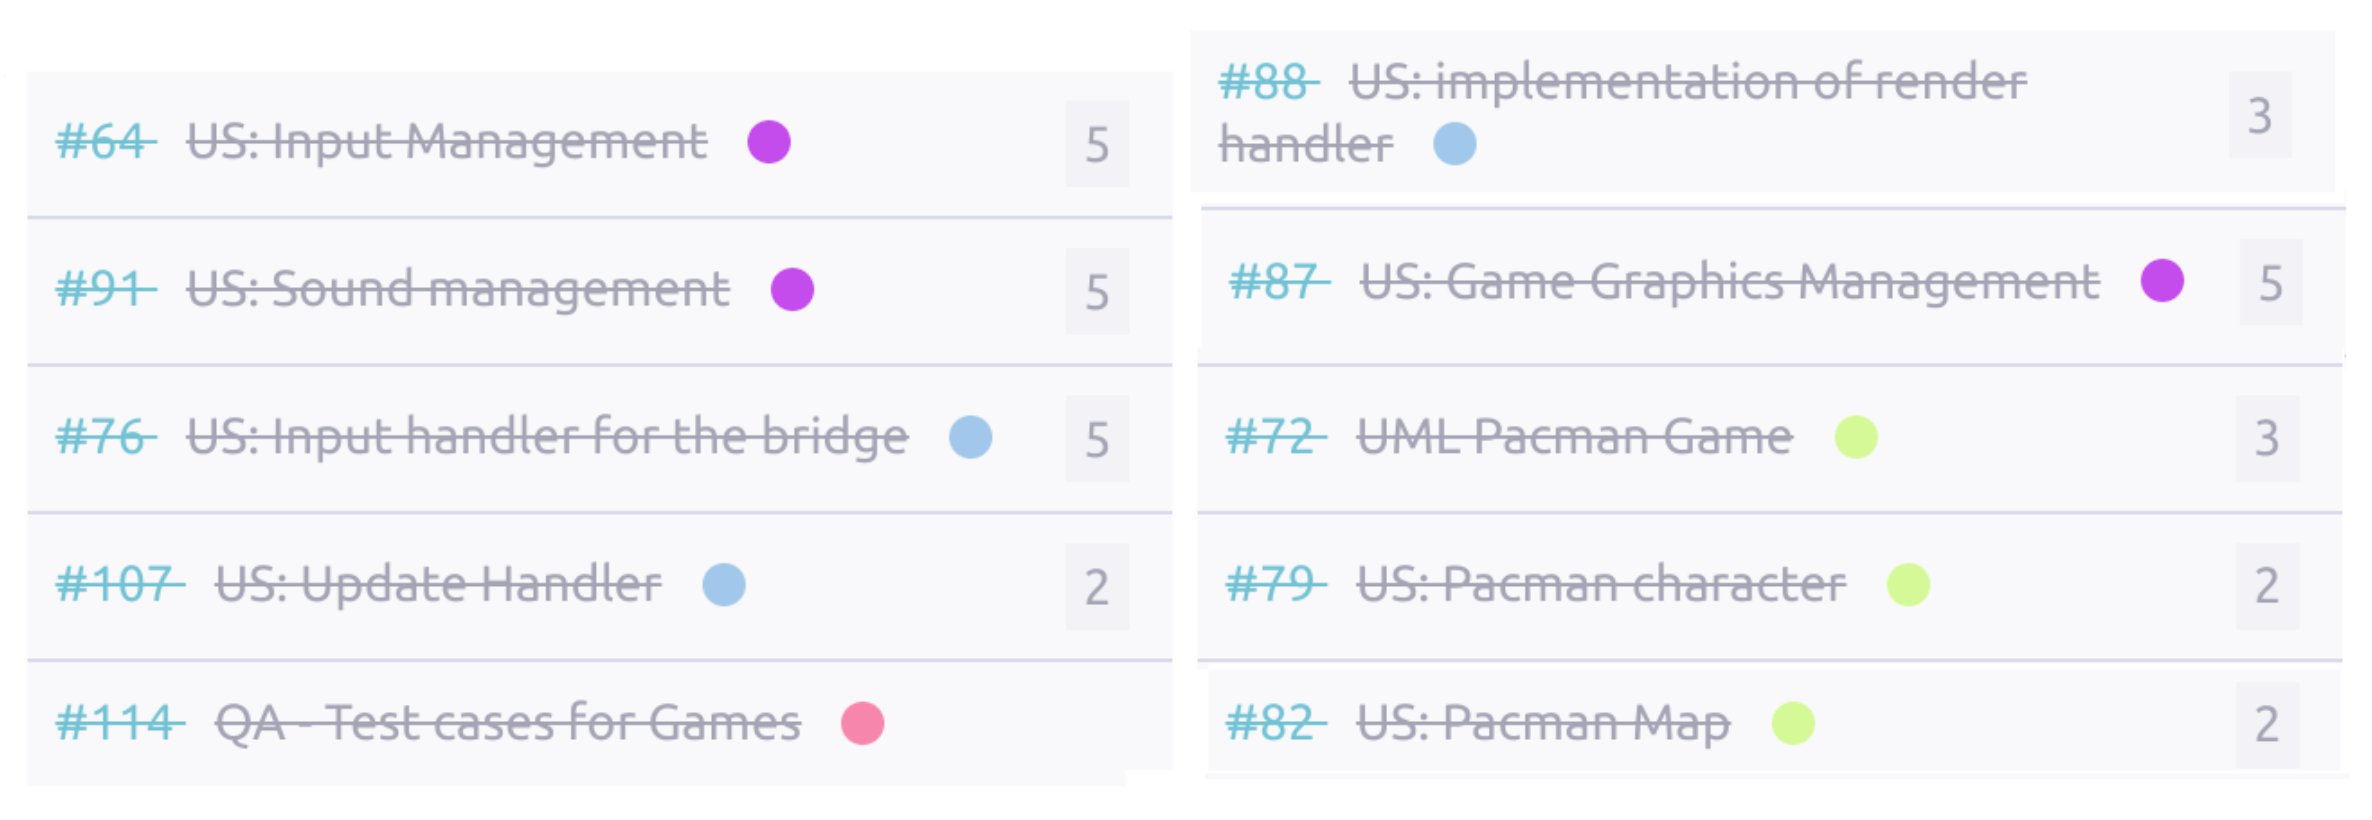 #64 US: Input Management 5
#91 US: Sound management 5
#76 US: Input handler for the bridge 5
#107 US: Update Handler 2
#114 QA - Test cases for Games
#88 US: implementation of render
handler 3
#87 US: Game Graphics Management 5
#72 UML Pacman Game 3
#79 US: Pacman character 2
#82 US: Pacman Map 2